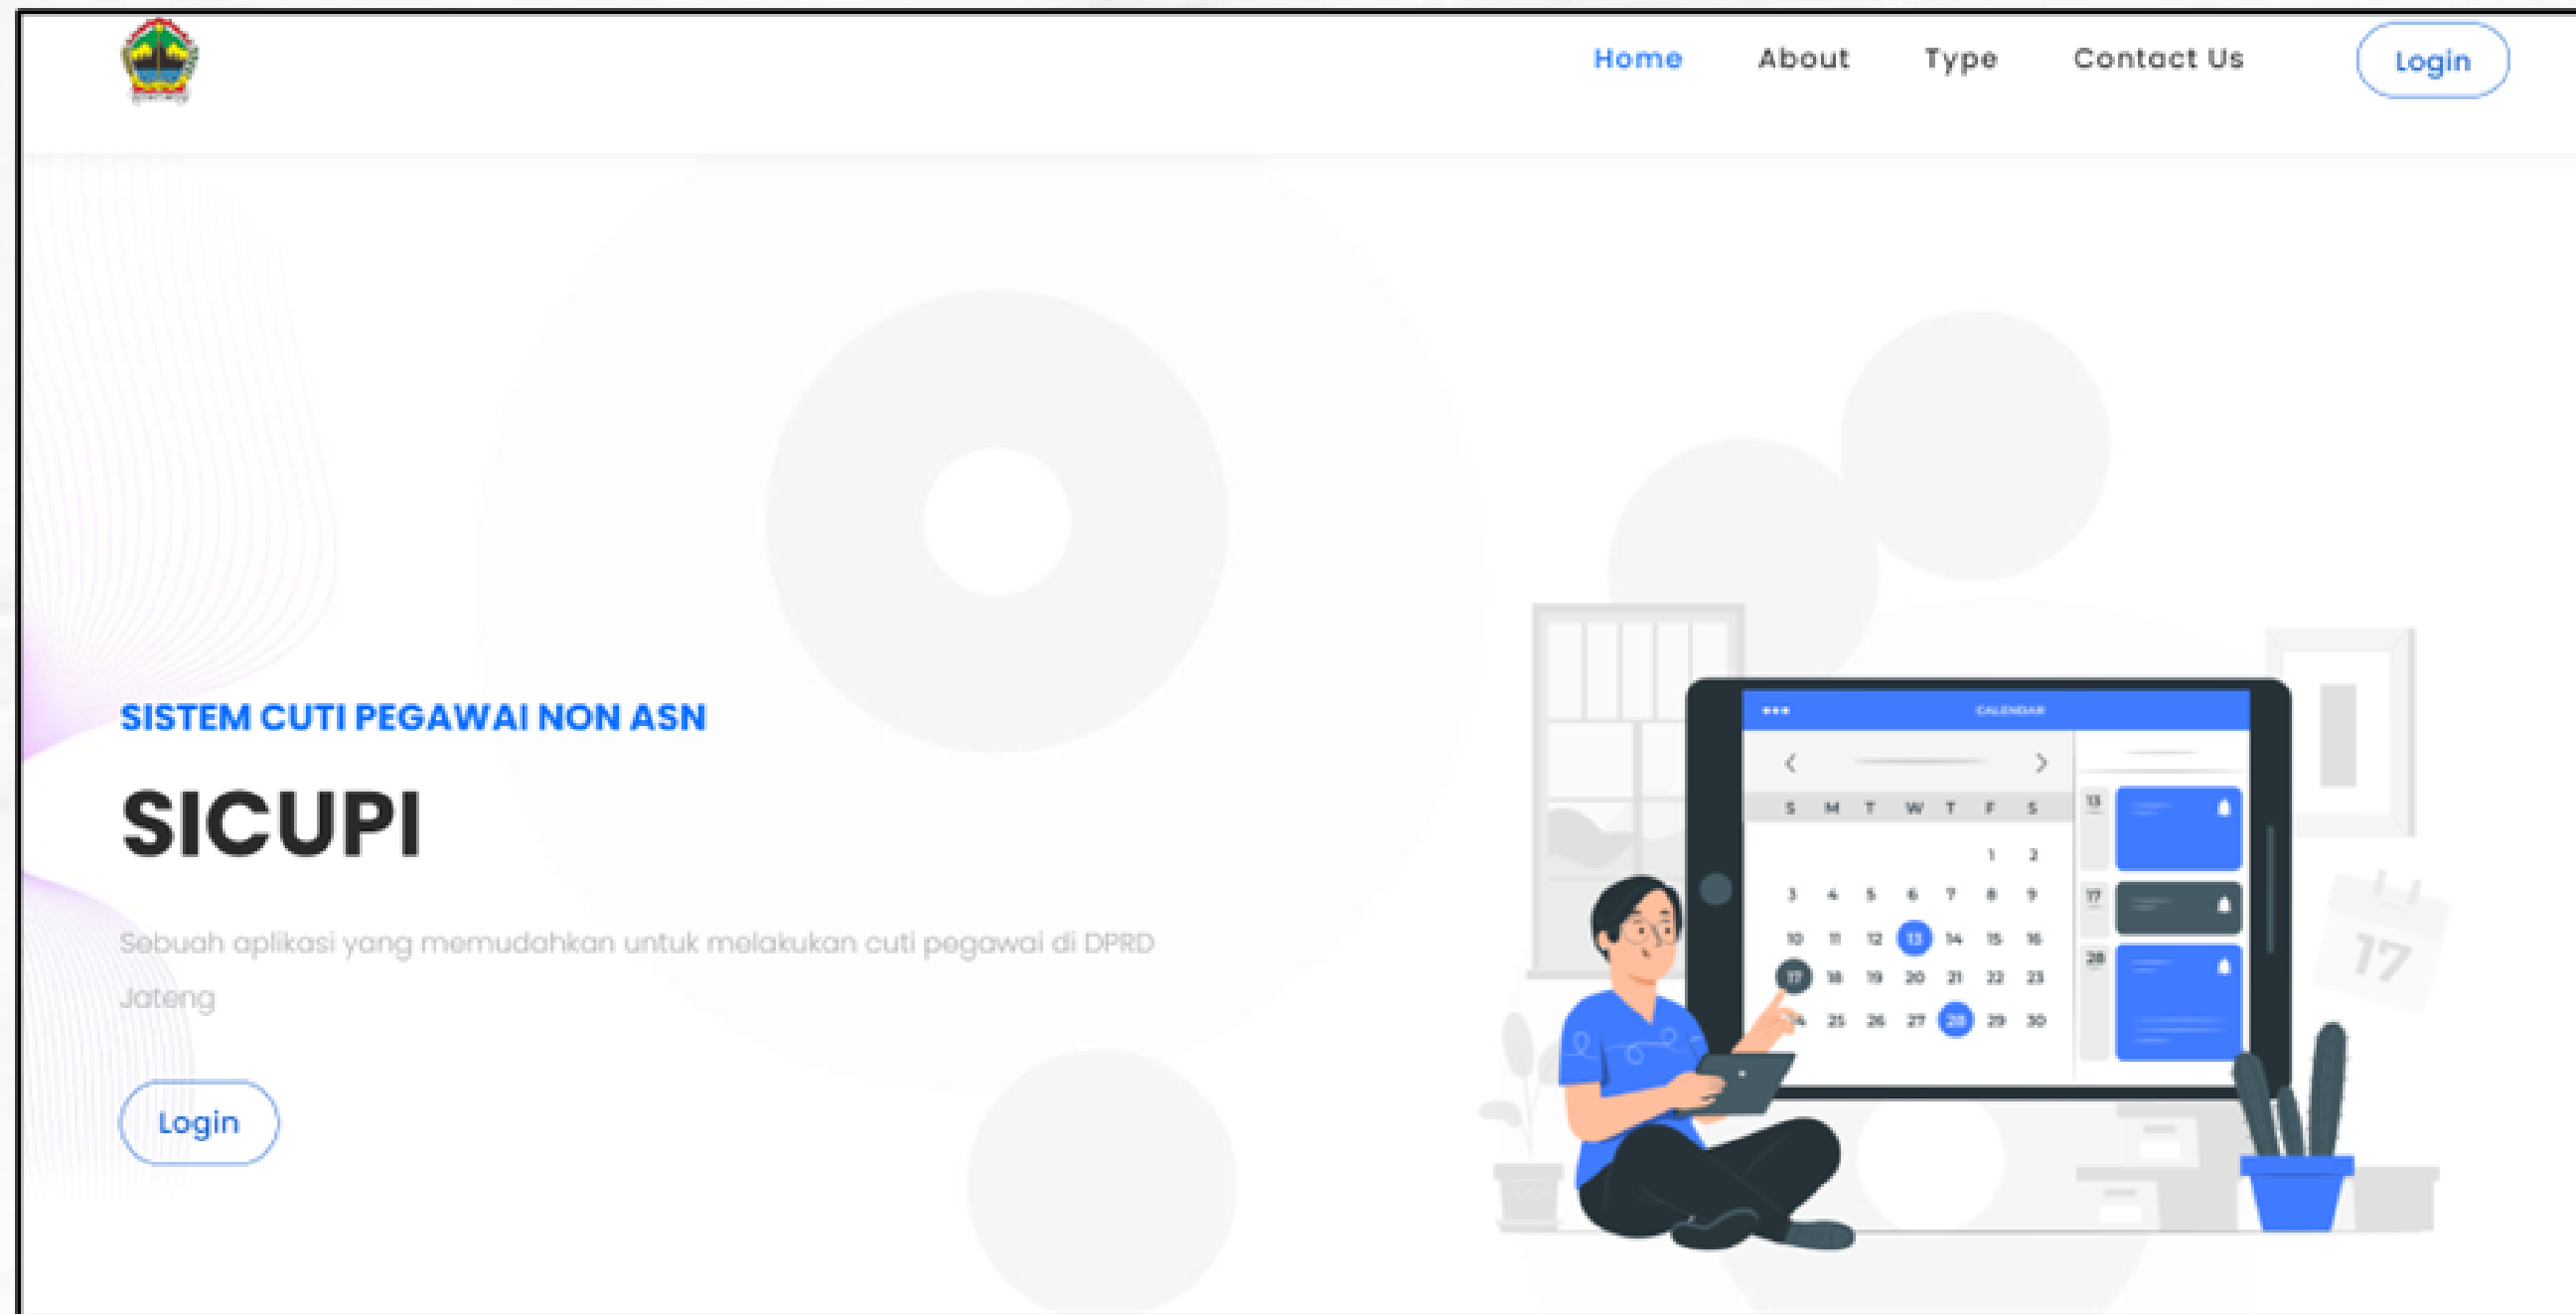 Home About Type Contact Us Login
SISTEM CUTI PEGAWAI NON ASN
SICUPI
Sebuah aplikasi yang memudahkan untuk melakukan cuti pegawai di DPRD
Jateng
Login
CALENDAR
S M T W T F S
1 2
3 4 5 6 7 8 9
10 11 12 13 14 15 16
17 18 19 20 21 22 23
25 26 27 28 29 30
13
17
28
17